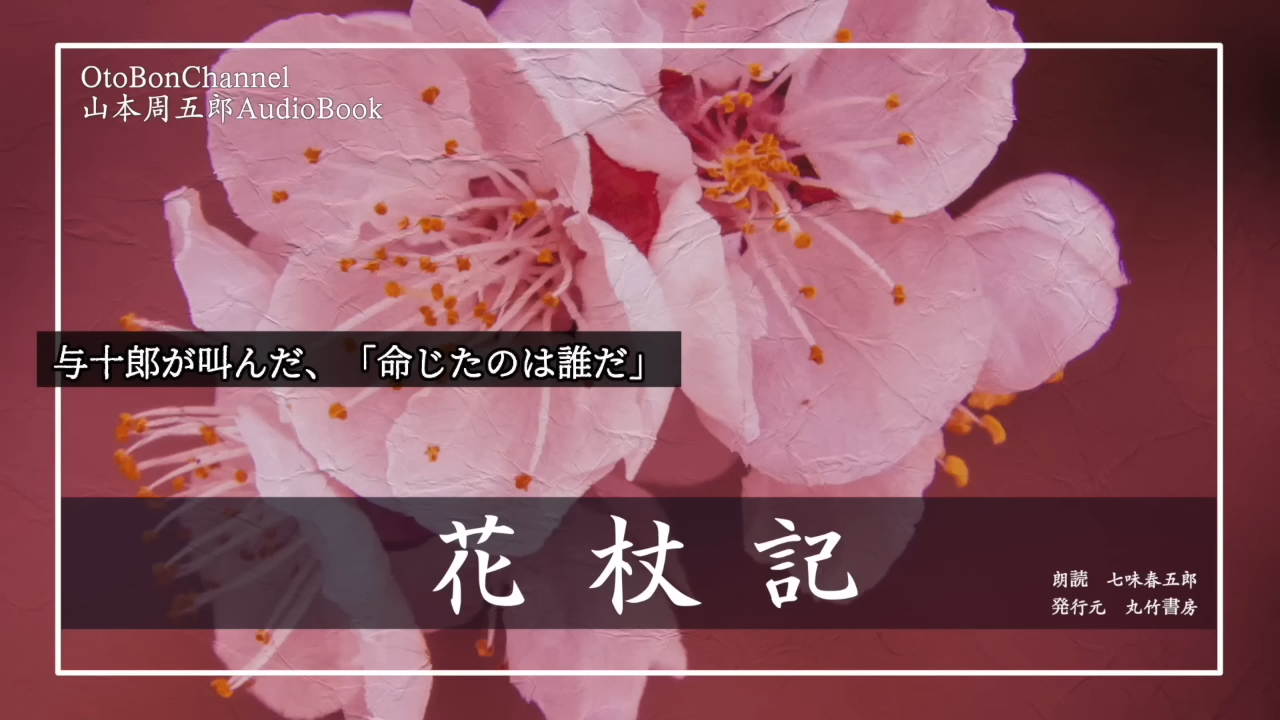 OtoBonChannel
山本周五郎AudioBook
与十郎が叫んだ、「命じたのは誰だ」
花杖記
朗読　七味春五郎
発行元　丸竹書房